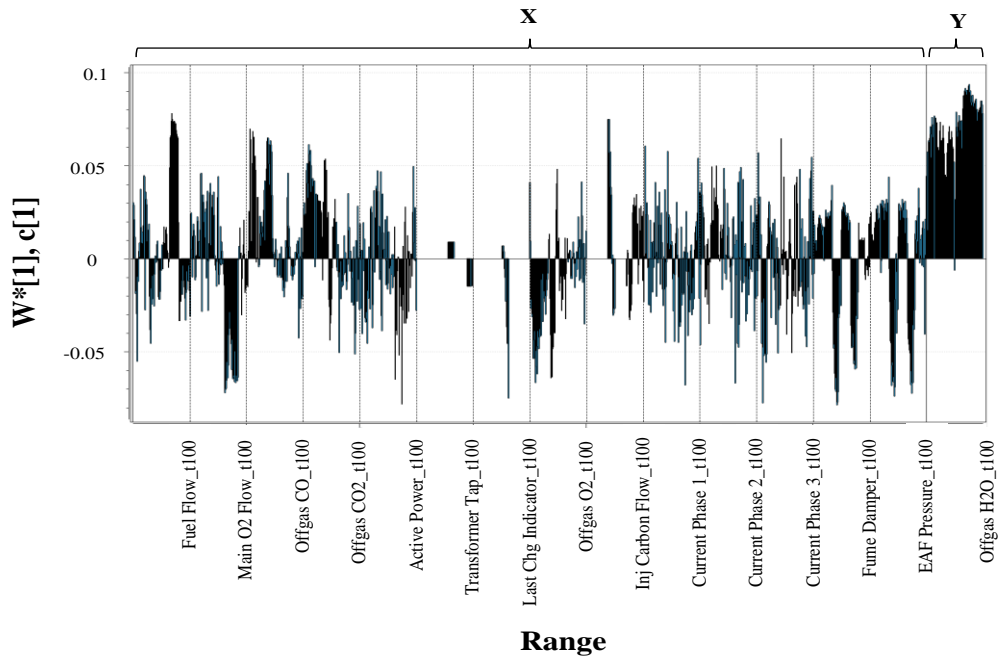 X
Y
0.1
0.05
0
-0.05
W*[1], c[1]
Fuel Flow_t100
Main O2 Flow_t100
Offgas CO_t100
Offgas CO2_t100
Active Power_t100
Transformer Tap_t100
Last Chg Indicator_t100
Offgas O2_t100
Inj Carbon Flow_t100
Current Phase 1_t100
Current Phase 2_t100
Current Phase 3_t100
Fume Damper_t100
EAF Pressure_t100
Offgas H2O_t100
Range